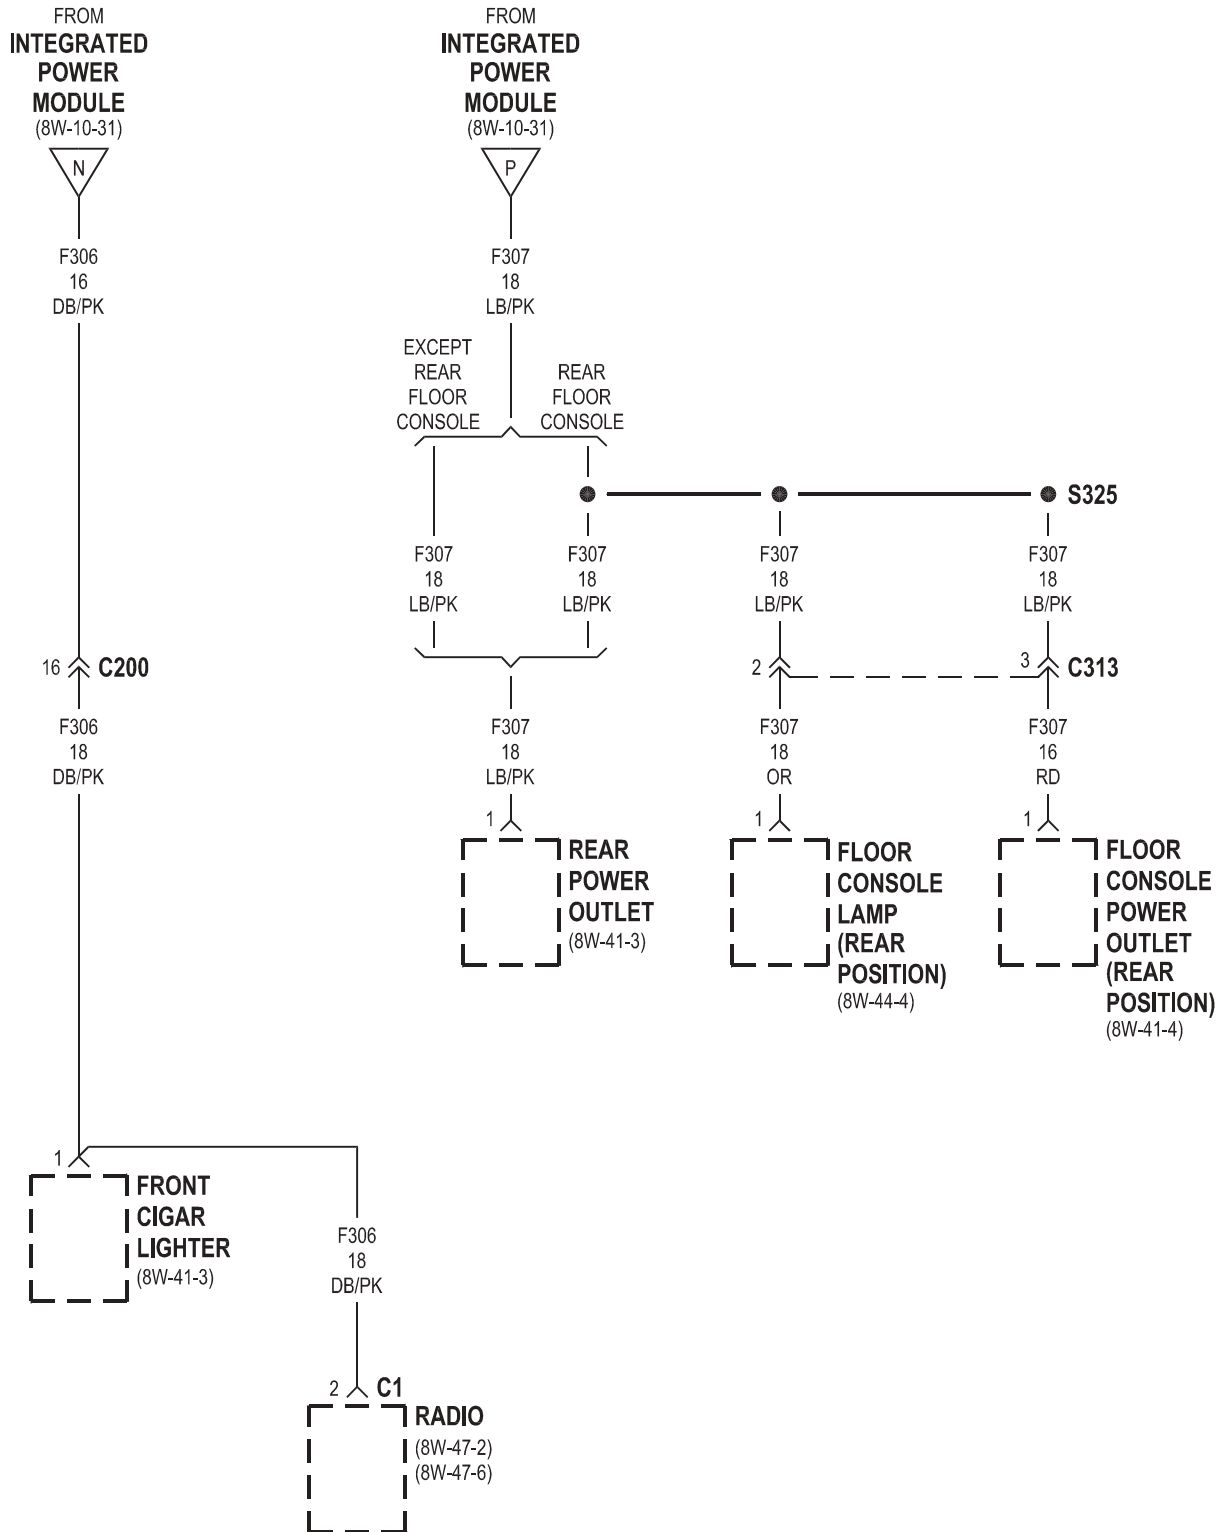 FROM
INTEGRATED
POWER
MODULE
(8W-10-31)
N
F306
16
DB/PK
16
C200
F306
18
DB/PK
1
FRONT
CIGAR
LIGHTER
(8W-41-3)
F306
18
DB/PK
2
C1
RADIO
(8W-47-2)
(8W-47-6)
FROM
INTEGRATED
POWER
MODULE
(8W-10-31)
P
F307
18
LB/PK
EXCEPT
REAR
FLOOR
CONSOLE
REAR
FLOOR
CONSOLE
S325
F307
18
LB/PK
F307
18
LB/PK
F307
18
LB/PK
F307
18
LB/PK
2
3
C313
F307
18
LB/PK
F307
18
OR
F307
16
RD
1
REAR
POWER
OUTLET
(8W-41-3)
1
FLOOR
CONSOLE
LAMP
(REAR
POSITION)
(8W-44-4)
1
FLOOR
CONSOLE
POWER
OUTLET
(REAR
POSITION)
(8W-41-4)